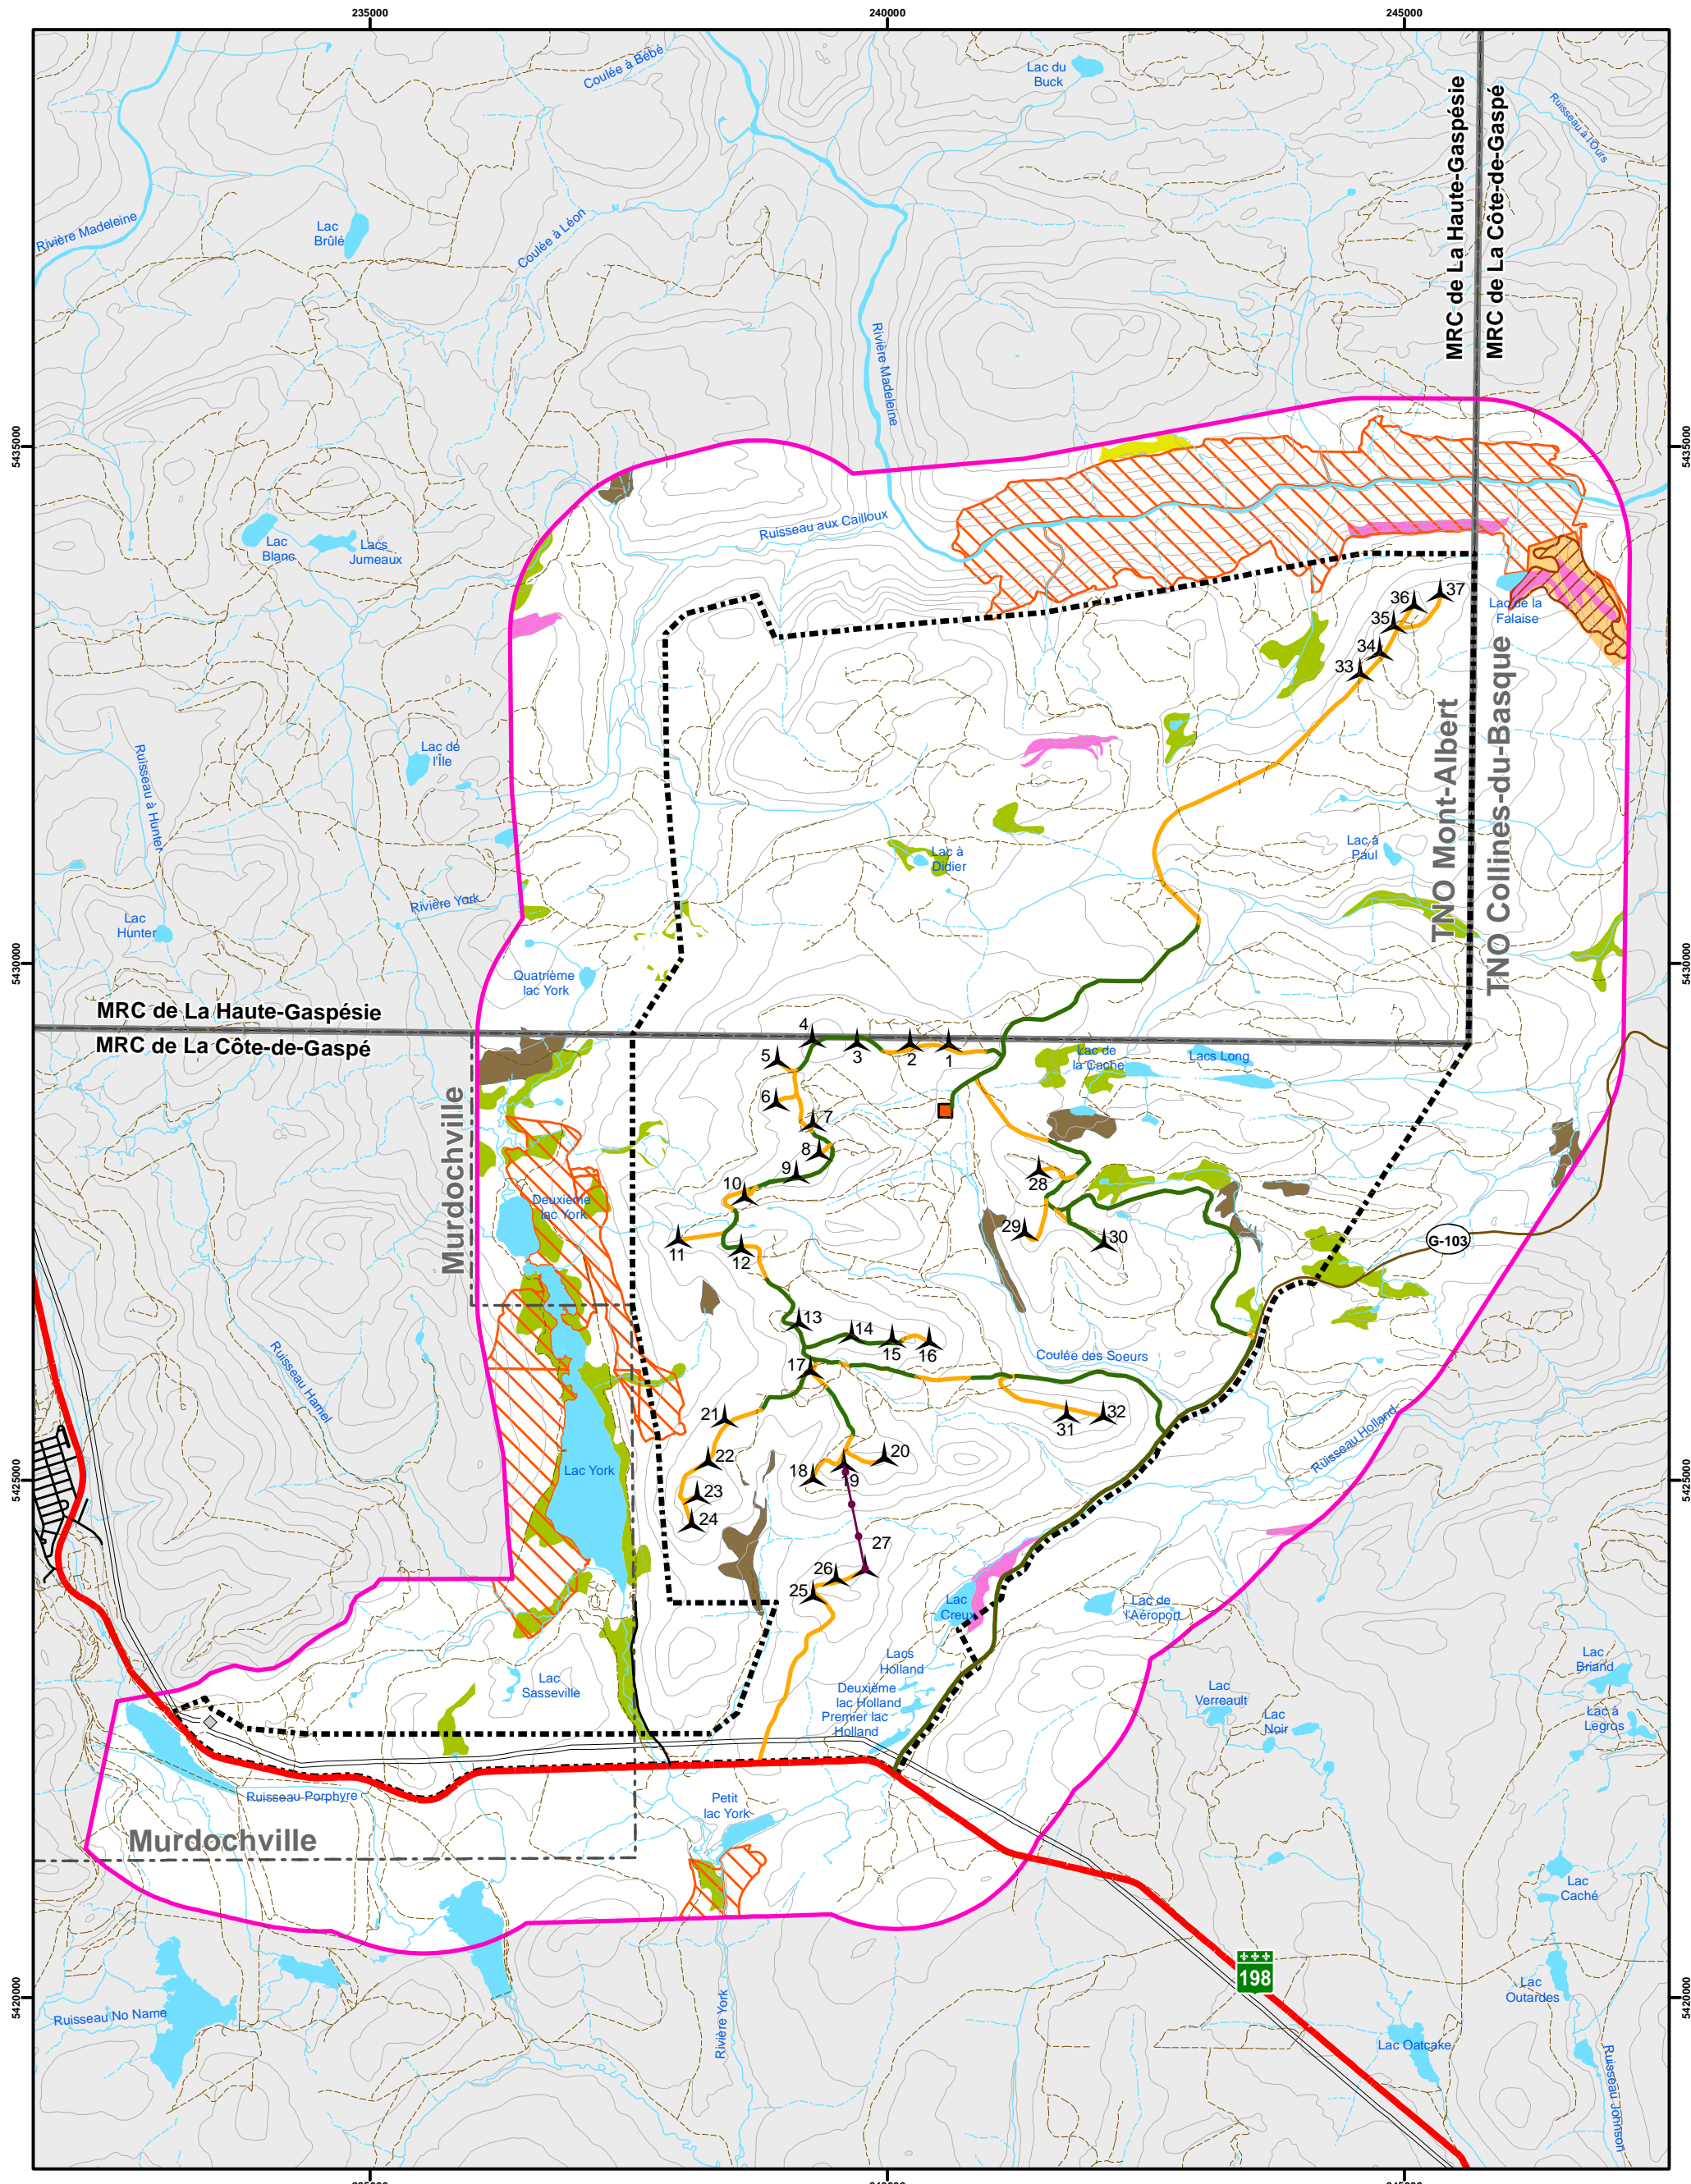 235000
240000
245000
Coulée à Bébé
Lac du
Buck
MRC de La Haute-Gaspésie
MRC de La Côte-de-Gaspé
Ruisseau à l'Ours
Rivière Madeleine
Lac
Brûlé
Coulée à Léon
Rivière Madeleine
5435000
5435000
Ruisseau aux Cailloux
Lac
Blanc
Lacs
Jumeaux
36
37
35
34
33
Lac de la
Falaise
TNO Mont-Albert
TNO Collines-du-Basque
Ruisseau à Hunter
Lac de
l'Île
Lac à
Didier
Lac à
Paul
Rivière York
Lac
Hunter
Quatrième
lac York
5430000
5430000
MRC de La Haute-Gaspésie
MRC de La Côte-de-Gaspé
4
3
2
1
5
6
7
8
9
10
11
12
Lac de
la Cache
Lacs Long
Murdochville
Deuxième
lac York
28
29
30
G-103
13
14
15
16
17
Coulée des Soeurs
Ruisseau Hamel
21
22
23
24
18
19
20
31
32
Ruisseau Holland
Lac York
5425000
5425000
27
26
25
Lac
Creux
Lac de
l'Aéroport
Lacs
Holland
Deuxième
lac Holland
Premier lac
Holland
Lac
Sasseville
Lac
Briand
Lac
Verreault
Lac
Noir
Lac à
Legros
Ruisseau Porphyre
Petit
lac York
Murdochville
Lac
Caché
198
Lac
Outardes
5420000
5420000
Ruisseau No Name
Rivière York
Lac Oatcake
Ruisseau Johnson